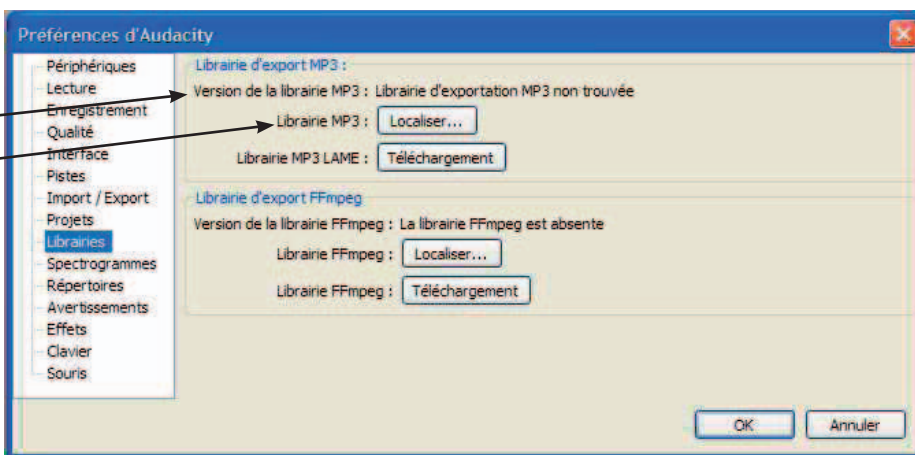 Préférences d'Audacity
Périphériques
Lecture
Enregistrement
Qualité
Interface
Pistes
Import / Export
Projets
Librairies
Spectrogrammes
Répertoires
Avertissements
Effets
Clavier
Souris
Librairie d'export MP3 :
Version de la librairie MP3 : Librairie d'exportation MP3 non trouvée
Librairie MP3 : Localiser...
Librairie MP3 LAME : Téléchargement
Librairie d'export FFmpeg
Version de la librairie FFmpeg : La librairie FFmpeg est absente
Librairie FFmpeg : Localiser...
Librairie FFmpeg : Téléchargement
OK Annuler